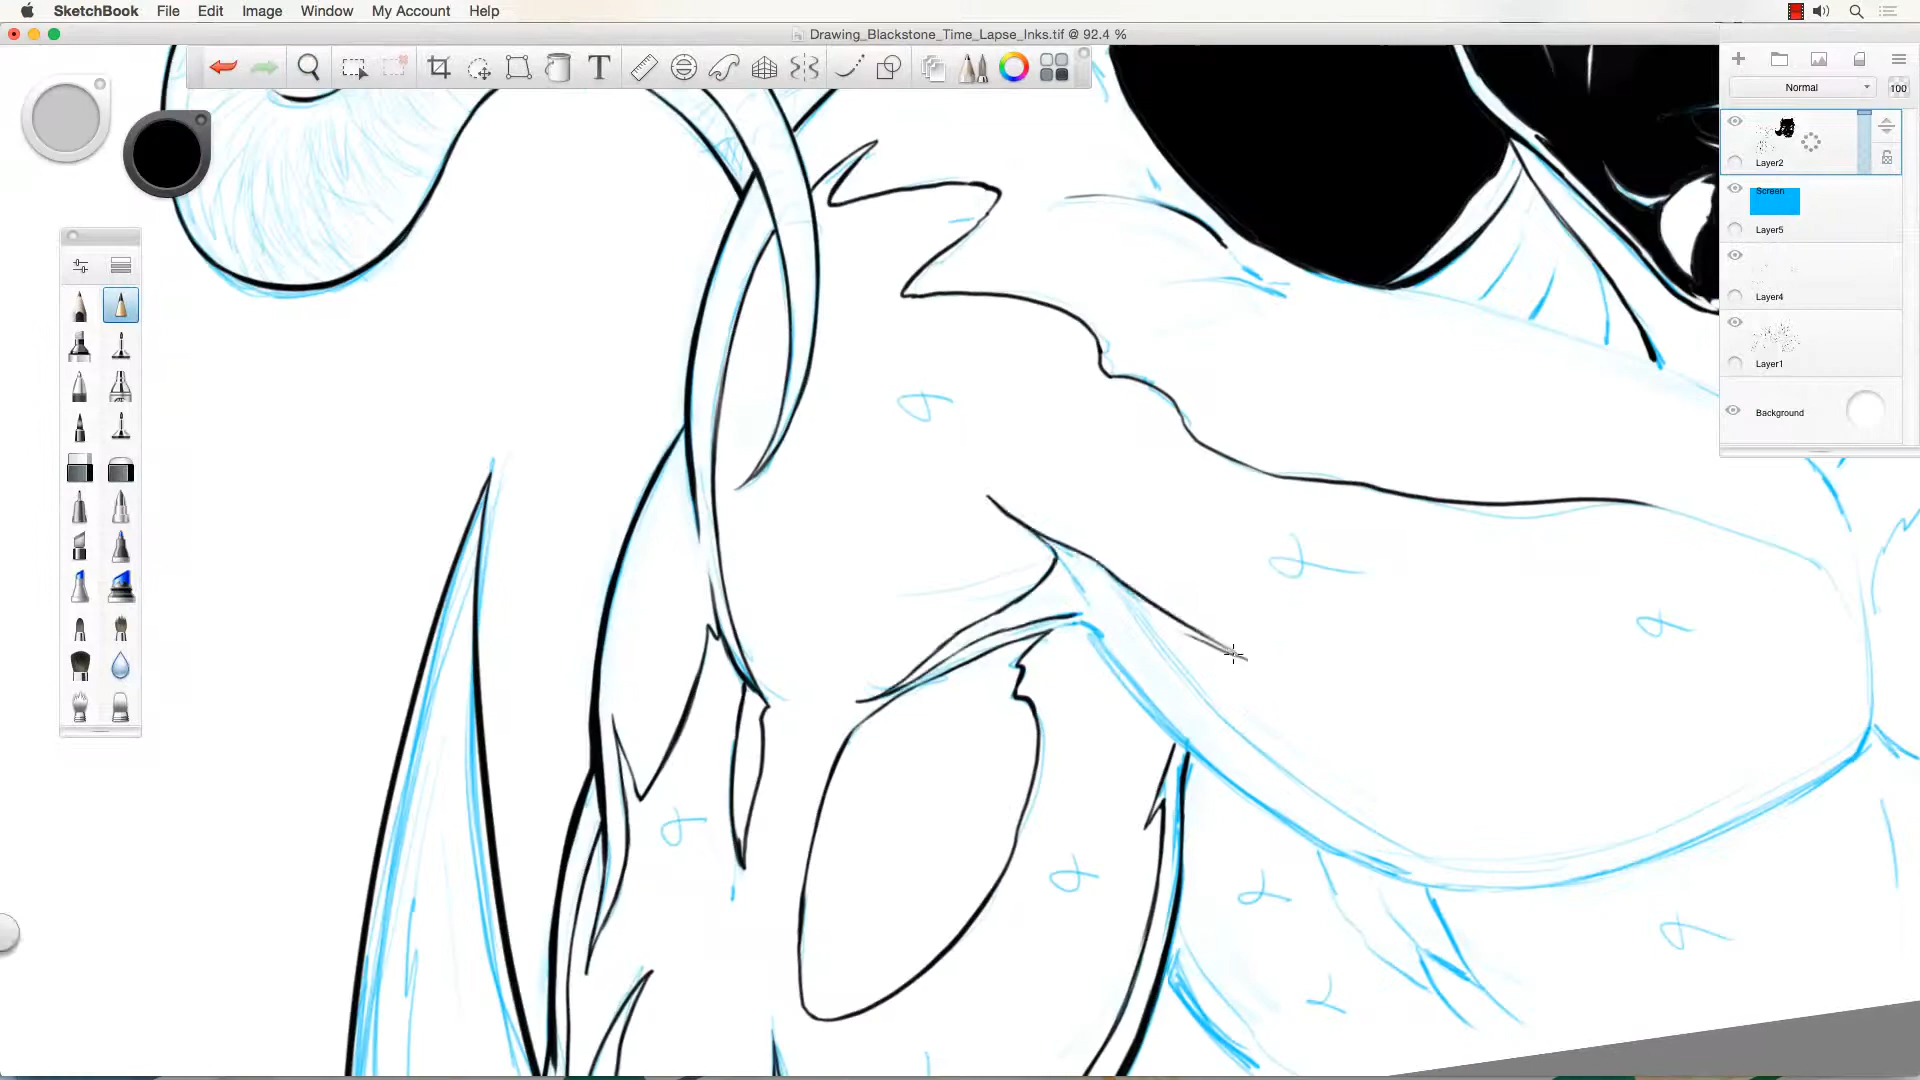 SketchBook File Edit Image Window My Account Help
Drawing_Blackstone_Time_Lapse_Inks.tif @ 92.4 %
T
Normal 100
Layer2
Screen
Layer5
Layer4
Layer1
Background